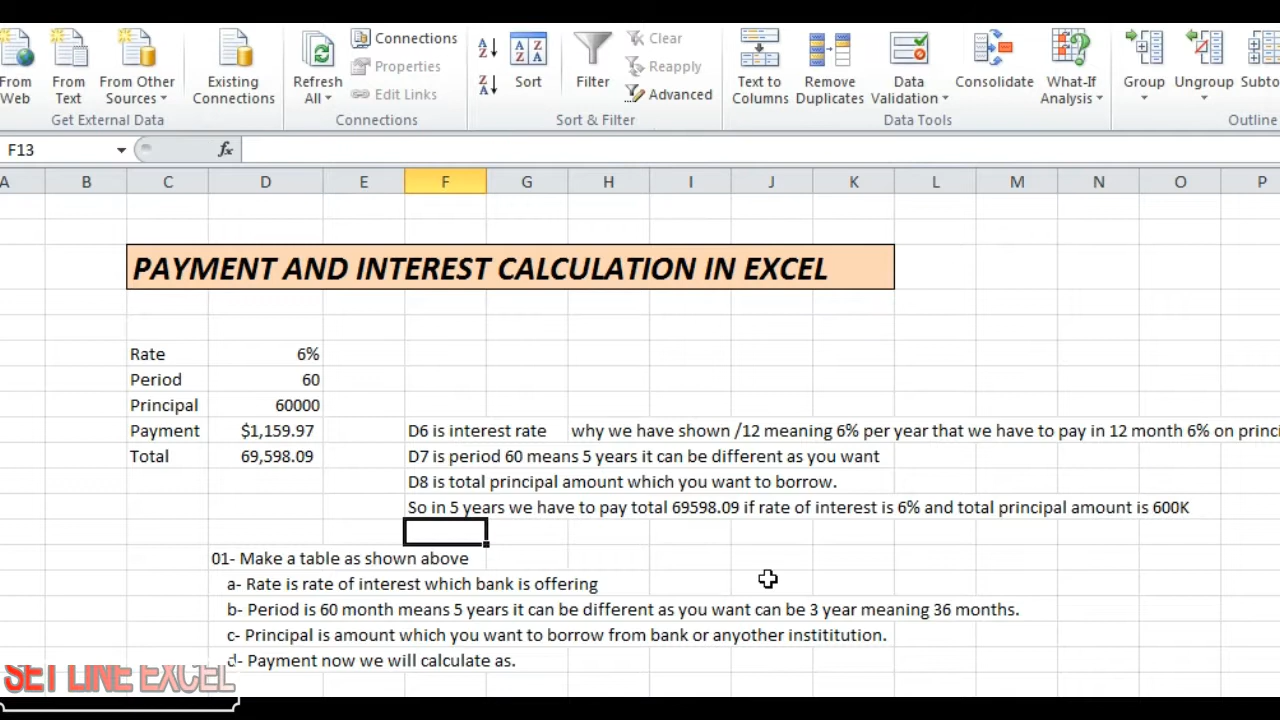 From Web
From Text
From Other Sources
Existing Connections
Refresh All
Connections
Properties
Edit Links
Sort
Filter
Clear
Reapply
Advanced
Text to Columns
Remove Duplicates
Data Validation
Consolidate
What-If Analysis
Group
Ungroup
Subto
Get External Data
Connections
Sort & Filter
Data Tools
Outline
F13
fx
A B C D E F G H I J K L M N O P
PAYMENT AND INTEREST CALCULATION IN EXCEL
Rate 6%
Period 60
Principal 60000
Payment $1,159.97 D6 is interest rate why we have shown /12 meaning 6% per year that we have to pay in 12 month 6% on princi
Total 69,598.09 D7 is period 60 means 5 years it can be different as you want
D8 is total principal amount which you want to borrow.
So in 5 years we have to pay total 69598.09 if rate of interest is 6% and total principal amount is 600K
01- Make a table as shown above
a- Rate is rate of interest which bank is offering
b- Period is 60 month means 5 years it can be different as you want can be 3 year meaning 36 months.
c- Principal is amount which you want to borrow from bank or anyother instititution.
d- Payment now we will calculate as.
SET LINE EXCEL